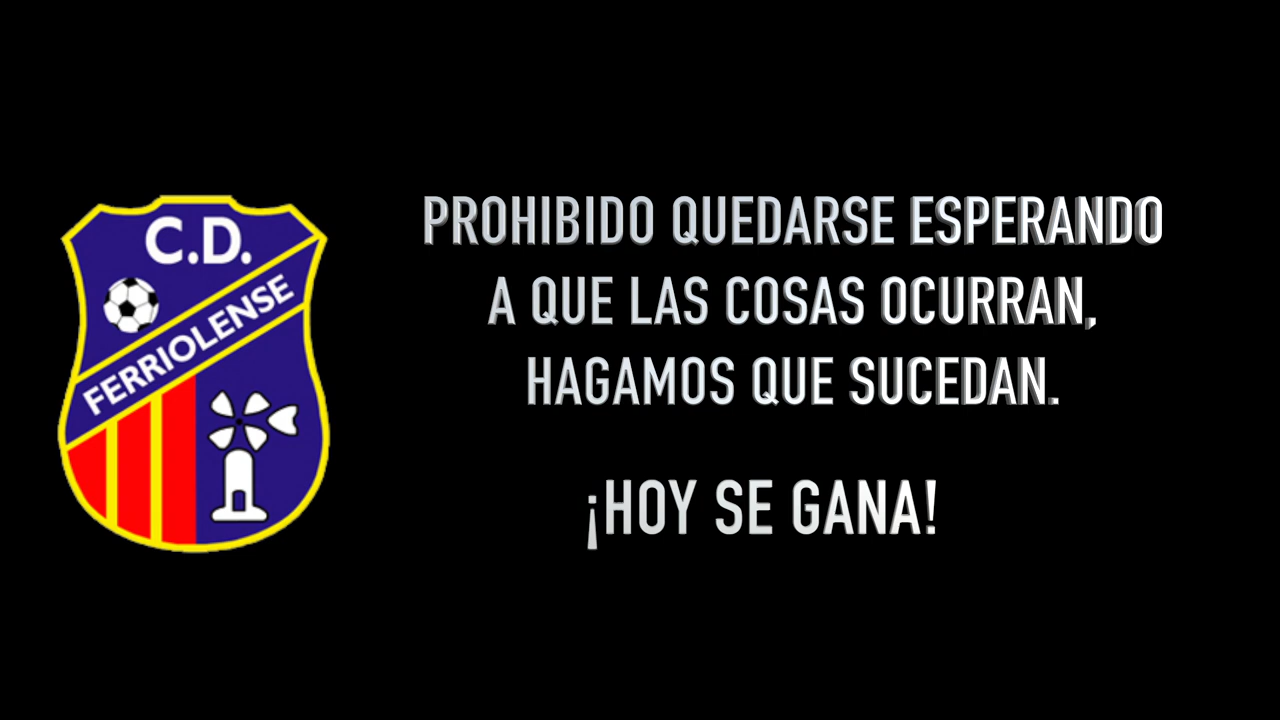 C.D.
FERRIOLENSE
PROHIBIDO QUEDARSE ESPERANDO
A QUE LAS COSAS OCURRAN,
HAGAMOS QUE SUCEDAN.
¡HOY SE GANA!